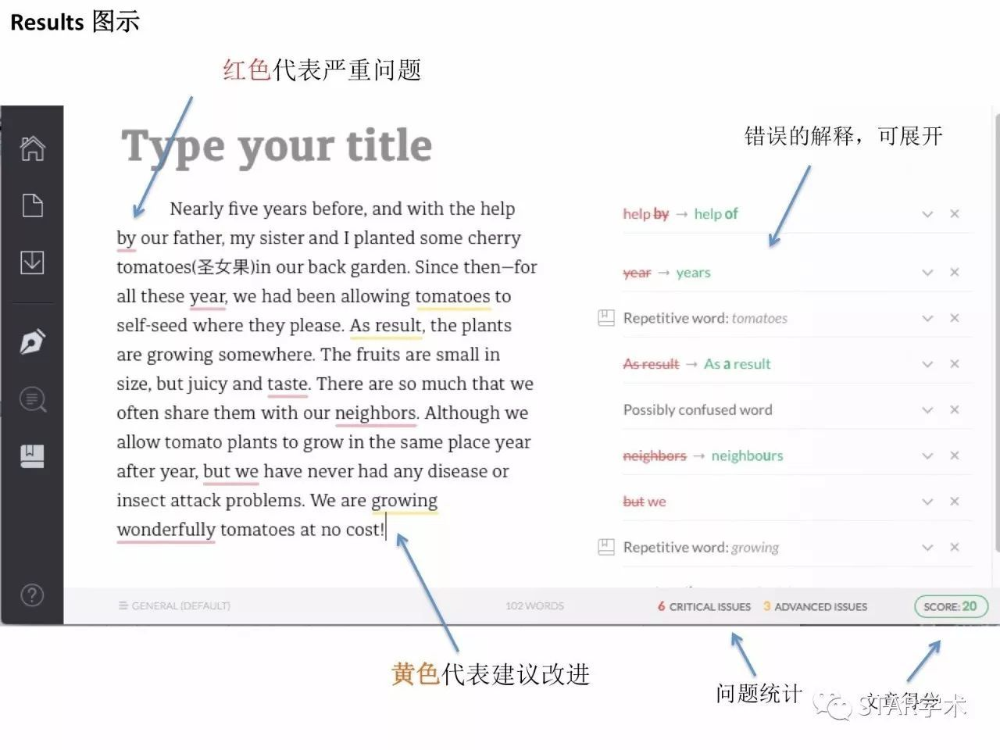 Results 图示
红色代表严重问题
错误的解释，可展开
Type your title
Nearly five years before, and with the help
by our father, my sister and I planted some cherry
tomatoes(圣女果)in our back garden. Since then—for
all these year, we had been allowing tomatoes to
self-seed where they please. As result, the plants
are growing somewhere. The fruits are small in
size, but juicy and taste. There are so much that we
often share them with our neighbors. Although we
allow tomato plants to grow in the same place year
after year, but we have never had any disease or
insect attack problems. We are growing
wonderfully tomatoes at no cost!
help by → help of
year → years
Repetitive word: tomatoes
As result → As a result
Possibly confused word
neighbors → neighbours
but we
Repetitive word: growing
GENERAL (DEFAULT)
102 WORDS
6 CRITICAL ISSUES 3 ADVANCED ISSUES
SCORE: 20
黄色代表建议改进
问题统计
文章得分
STAR学术